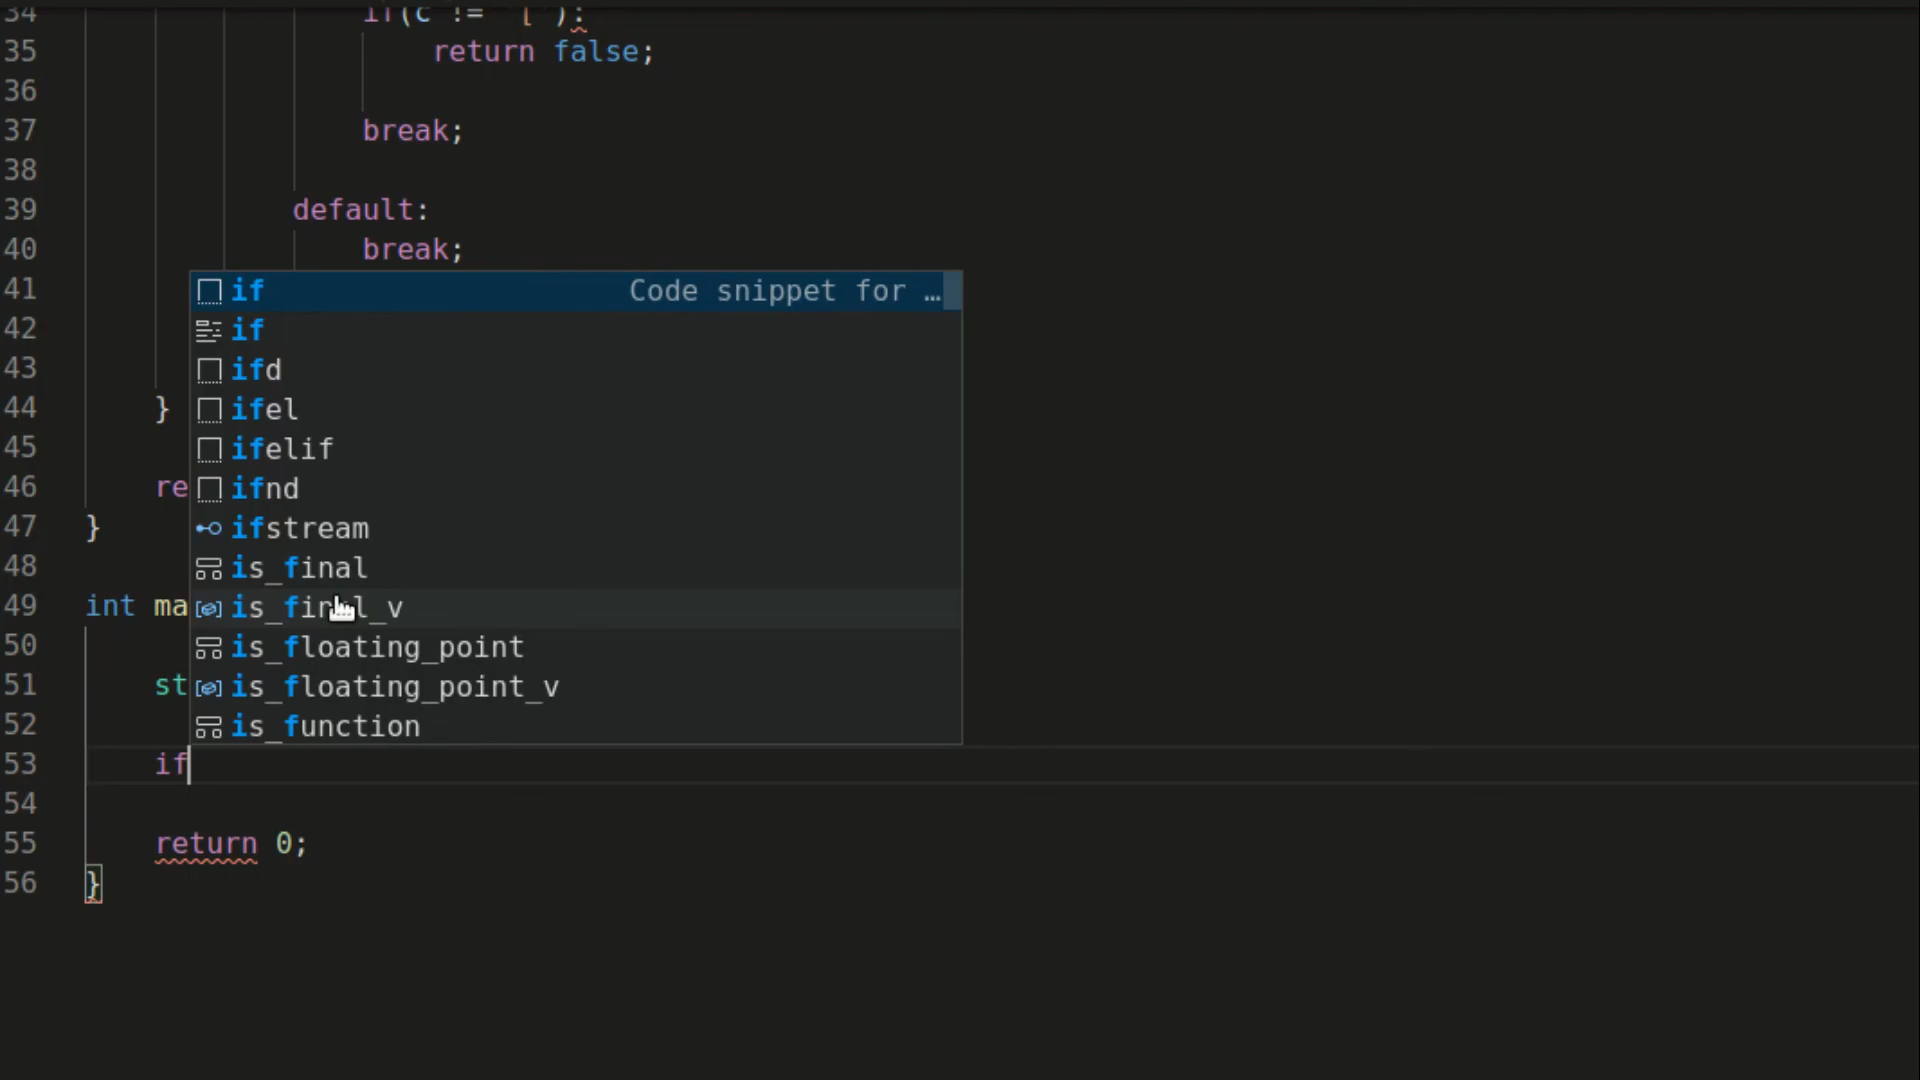 34 if(c != '['):
35 return false;
36
37 break;
38
39 default:
40 break;
41 if Code snippet for …
42 if
43 ifd
44 } ifel
45 ifelif
46 re ifnd
47 } ifstream
48 is_final
49 int ma is_final_v
50 is_floating_point
51 st is_floating_point_v
52 is_function
53 if
54
55 return 0;
56 }